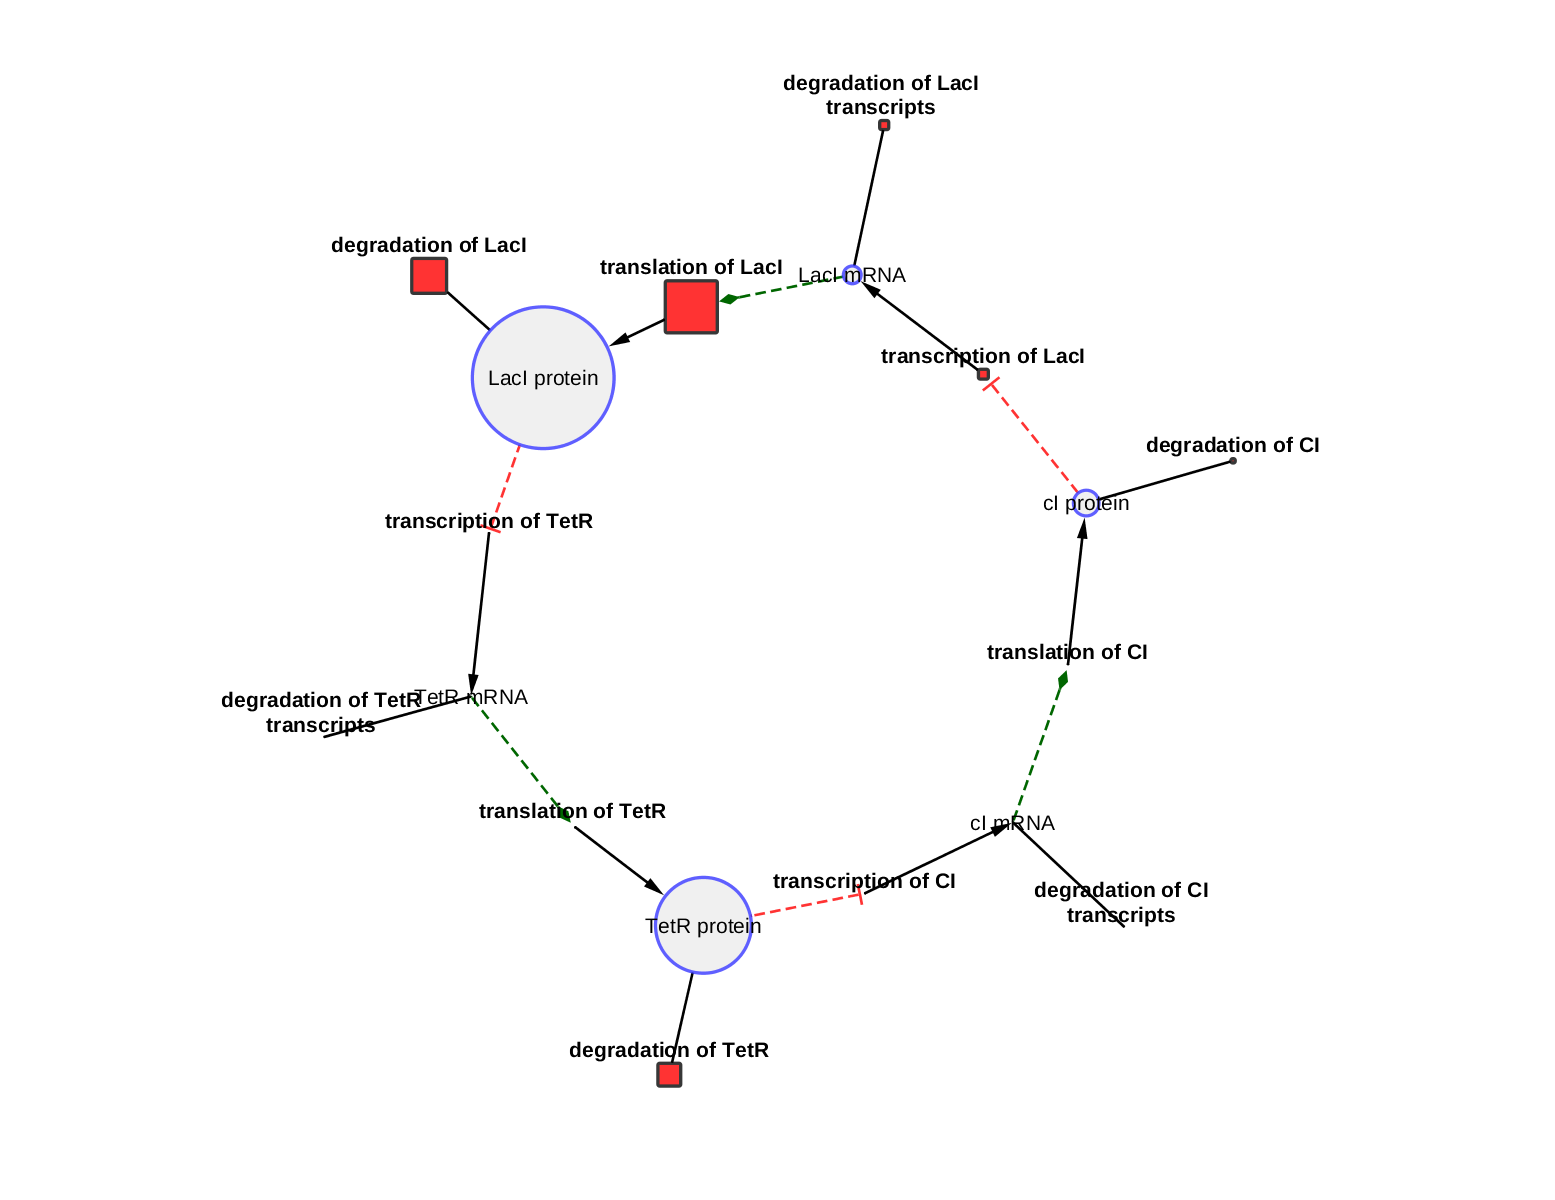 degradation of LacI
transcripts
degradation of LacI
translation of LacI
LacI mRNA
transcription of LacI
LacI protein
degradation of CI
cI protein
transcription of TetR
translation of CI
degradation of TetR
transcripts
TetR mRNA
translation of TetR
cI mRNA
transcription of CI
degradation of CI
transcripts
TetR protein
degradation of TetR